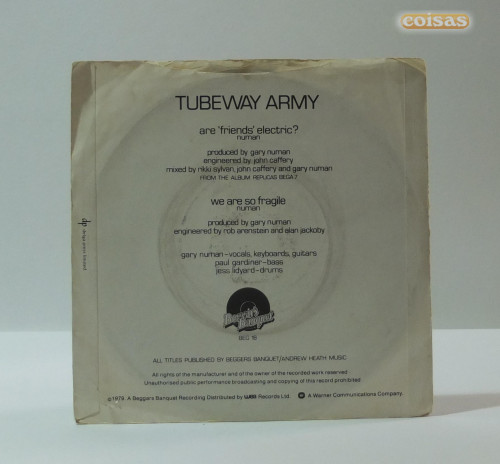 eoisas
TUBEWAY ARMY
are 'friends' electric?
numan
produced by gary numan
engineered by john caffery
mixed by rikki sylvan, john caffery and gary numan
FROM THE ALBUM REPLICAS BEGA 7
we are so fragile
numan
produced by gary numan
engineered by rob arenstein and alan jackoby
gary numan-vocals, keyboards, guitars
paul gardiner-bass
jess lidyard-drums
Beggars Banquet
BEG 18
ALL TITLES PUBLISHED BY BEGGARS BANQUET/ANDREW HEATH MUSIC
All rights of the manufacturer and of the owner of the recorded work reserved
Unauthorised public performance broadcasting and copying of this record prohibited
℗1979. A Beggars Banquet Recording Distributed by wea Records Ltd. A Warner Communications Company.
dp